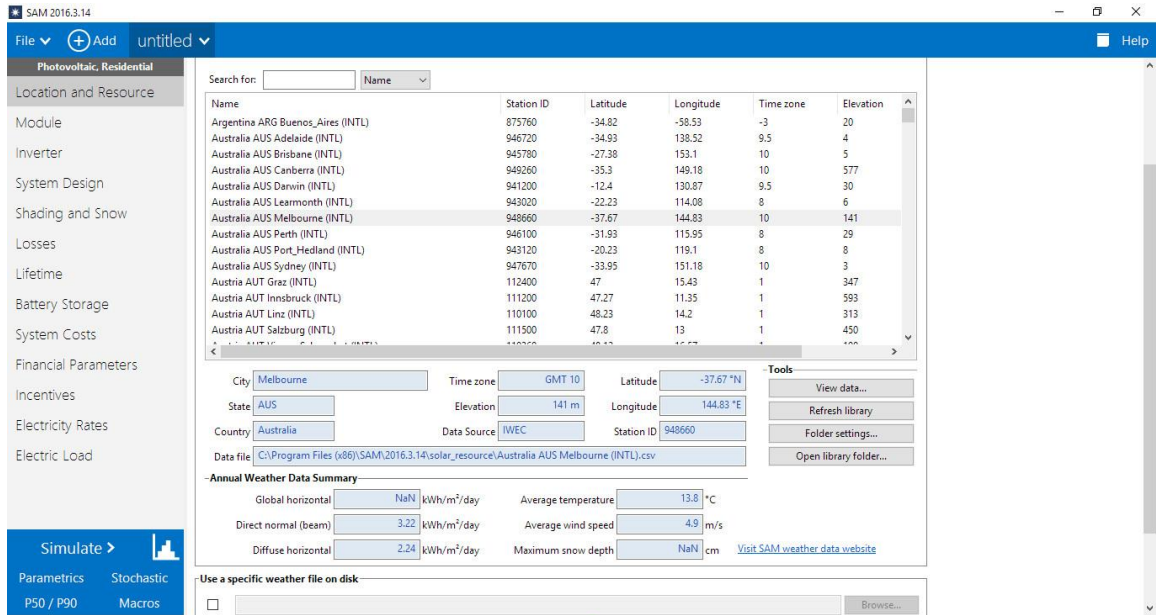 SAM 2016.3.14
File Add untitled Help
Photovoltaic, Residential
Location and Resource
Module
Inverter
System Design
Shading and Snow
Losses
Lifetime
Battery Storage
System Costs
Financial Parameters
Incentives
Electricity Rates
Electric Load
Simulate >
Parametrics Stochastic
P50 / P90 Macros
Search for: Name
Name Station ID Latitude Longitude Time zone Elevation
Argentina ARG Buenos_Aires (INTL) 875760 -34.82 -58.53 -3 20
Australia AUS Adelaide (INTL) 946720 -34.93 138.52 9.5 4
Australia AUS Brisbane (INTL) 945780 -27.38 153.1 10 5
Australia AUS Canberra (INTL) 949260 -35.3 149.18 10 577
Australia AUS Darwin (INTL) 941200 -12.4 130.87 9.5 30
Australia AUS Learmonth (INTL) 943020 -22.23 114.08 8 6
Australia AUS Melbourne (INTL) 948660 -37.67 144.83 10 141
Australia AUS Perth (INTL) 946100 -31.93 115.95 8 29
Australia AUS Port_Hedland (INTL) 943120 -20.23 119.1 8 8
Australia AUS Sydney (INTL) 947670 -33.95 151.18 10 3
Austria AUT Graz (INTL) 112400 47 15.43 1 347
Austria AUT Innsbruck (INTL) 111200 47.27 11.35 1 593
Austria AUT Linz (INTL) 110100 48.23 14.2 1 313
Austria AUT Salzburg (INTL) 111500 47.8 13 1 450
City Melbourne Time zone GMT 10 Latitude -37.67 °N
State AUS Elevation 141 m Longitude 144.83 °E
Country Australia Data Source IWEC Station ID 948660
Data file C:\Program Files (x86)\SAM\2016.3.14\solar_resource\Australia AUS Melbourne (INTL).csv
Tools
View data...
Refresh library
Folder settings...
Open library folder...
Annual Weather Data Summary
Global horizontal NaN kWh/m²/day Average temperature 13.8 °C
Direct normal (beam) 3.22 kWh/m²/day Average wind speed 4.9 m/s
Diffuse horizontal 2.24 kWh/m²/day Maximum snow depth NaN cm Visit SAM weather data website
Use a specific weather file on disk
Browse...